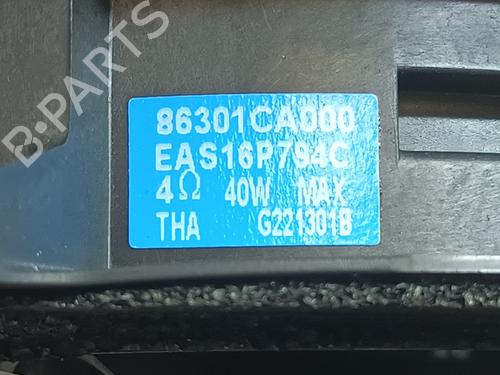 B-PARTS
86301CA000
EAS16P794C
4Ω 40W MAX
THA G221301B